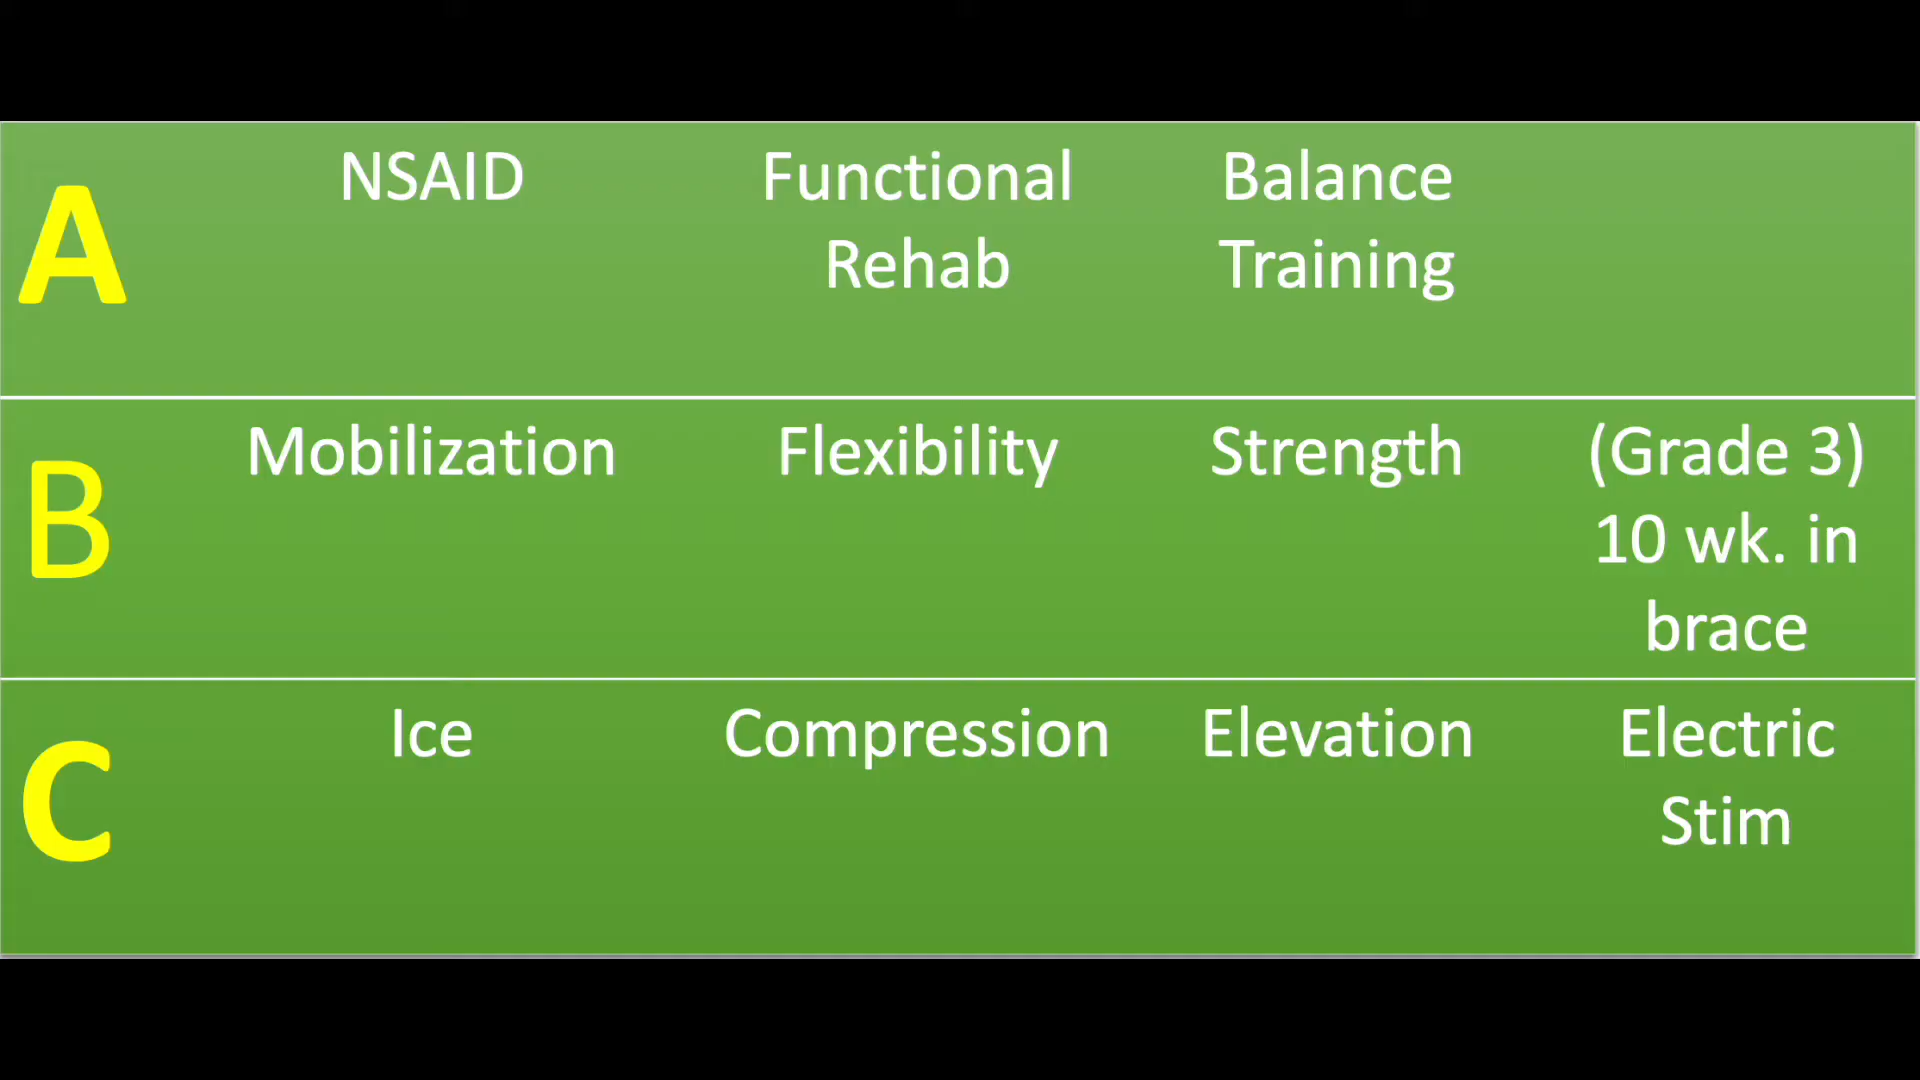 A
NSAID
Functional
Rehab
Balance
Training
B
Mobilization
Flexibility
Strength
(Grade 3)
10 wk. in
brace
C
Ice
Compression
Elevation
Electric
Stim